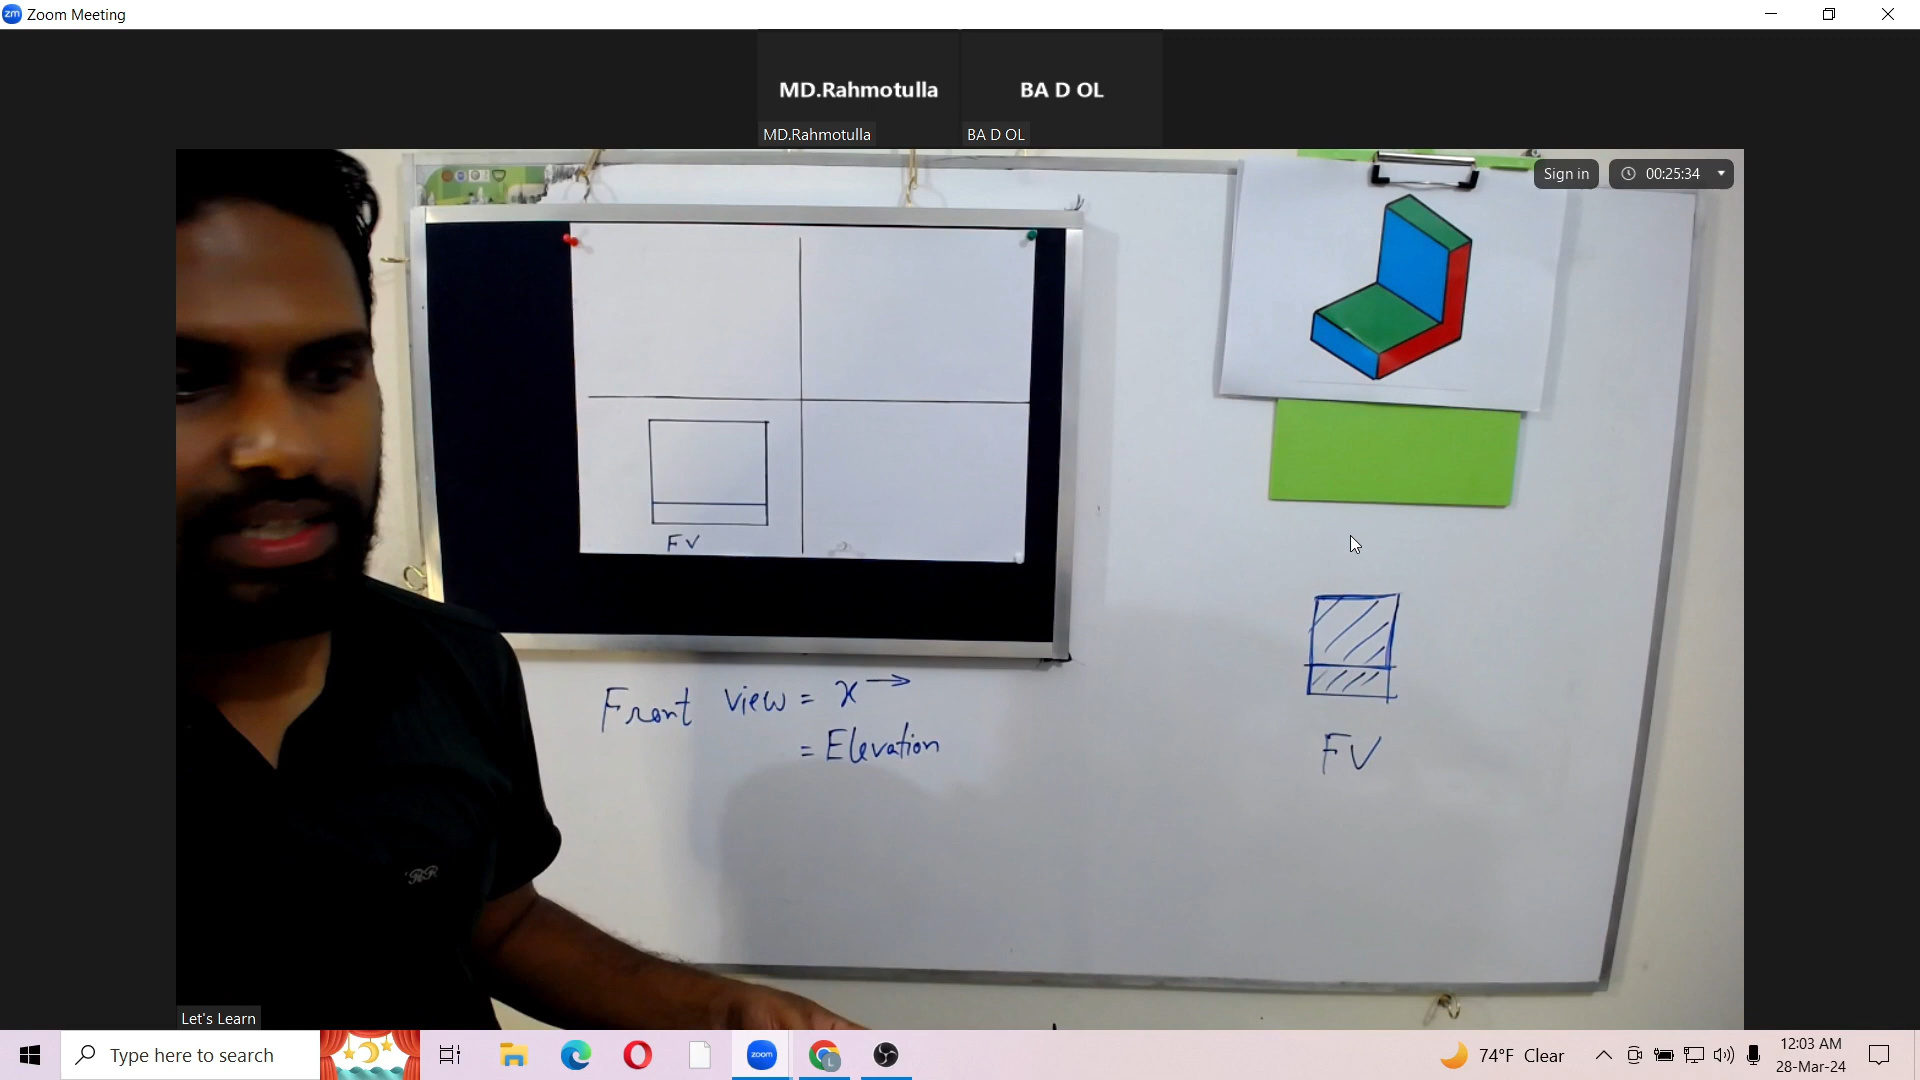 Zoom Meeting
MD.Rahmotulla
BA D OL
MD.Rahmotulla
BA D OL
Sign in
00:25:34
FV
Front view = x →
= Elevation
FV
Let's Learn
Type here to search
zoom
L
74°F Clear
12:03 AM
28-Mar-24